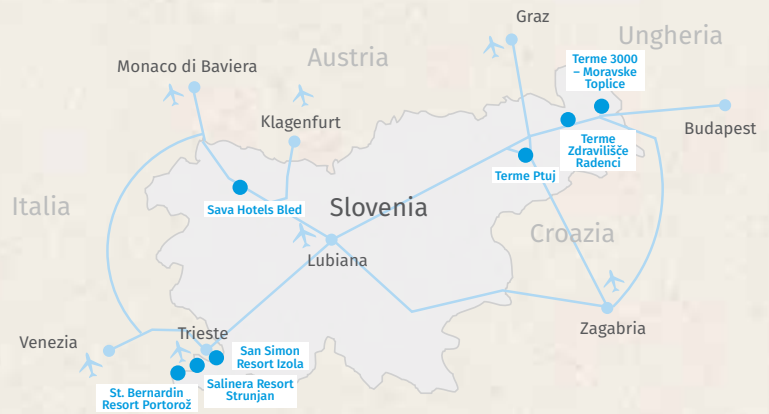 Graz
Ungheria
Austria
Terme 3000
– Moravske
Toplice
Monaco di Baviera
Klagenfurt
Budapest
Terme
Zdravilišče
Radenci
Terme Ptuj
Italia
Sava Hotels Bled
Slovenia
Croazia
Lubiana
Venezia
Trieste
Zagabria
San Simon
Resort Izola
Salinera Resort
Strunjan
St. Bernardin
Resort Portorož